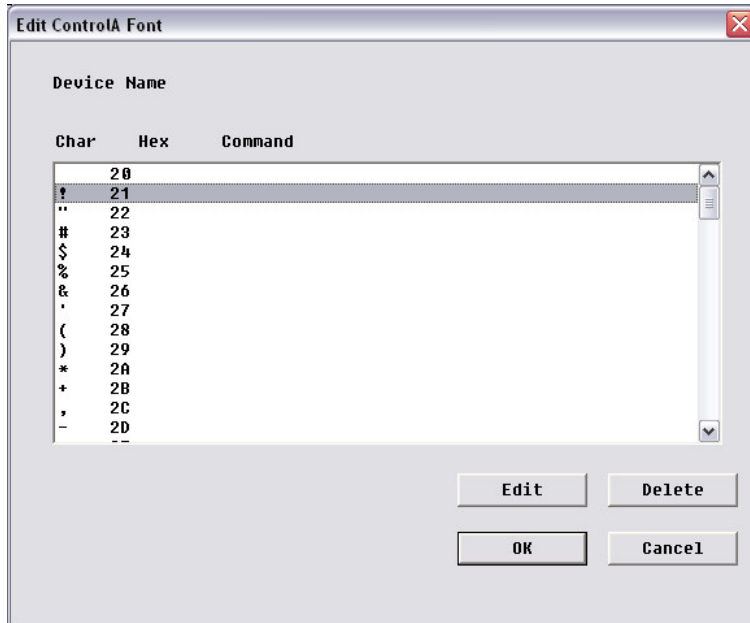 Edit ControlA Font
Device Name
Char Hex Command
20
! 21
" 22
# 23
$ 24
% 25
& 26
' 27
( 28
) 29
* 2A
+ 2B
, 2C
- 2D
Edit Delete
OK Cancel